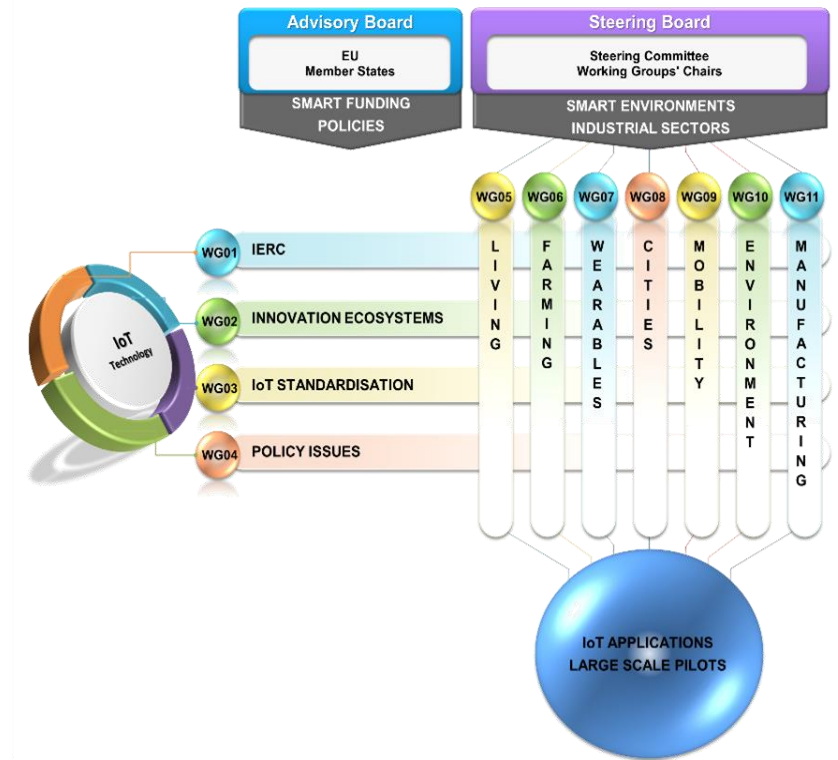 Advisory Board
EU
Member States
SMART FUNDING
POLICIES
Steering Board
Steering Committee
Working Groups' Chairs
SMART ENVIRONMENTS
INDUSTRIAL SECTORS
WG05
WG06
WG07
WG08
WG09
WG10
WG11
LIVING
FARMING
WEARABLES
CITIES
MOBILITY
ENVIRONMENT
MANUFACTURING
IoT
Technology
WG01
IERC
WG02
INNOVATION ECOSYSTEMS
WG03
IoT STANDARDISATION
WG04
POLICY ISSUES
IoT APPLICATIONS
LARGE SCALE PILOTS